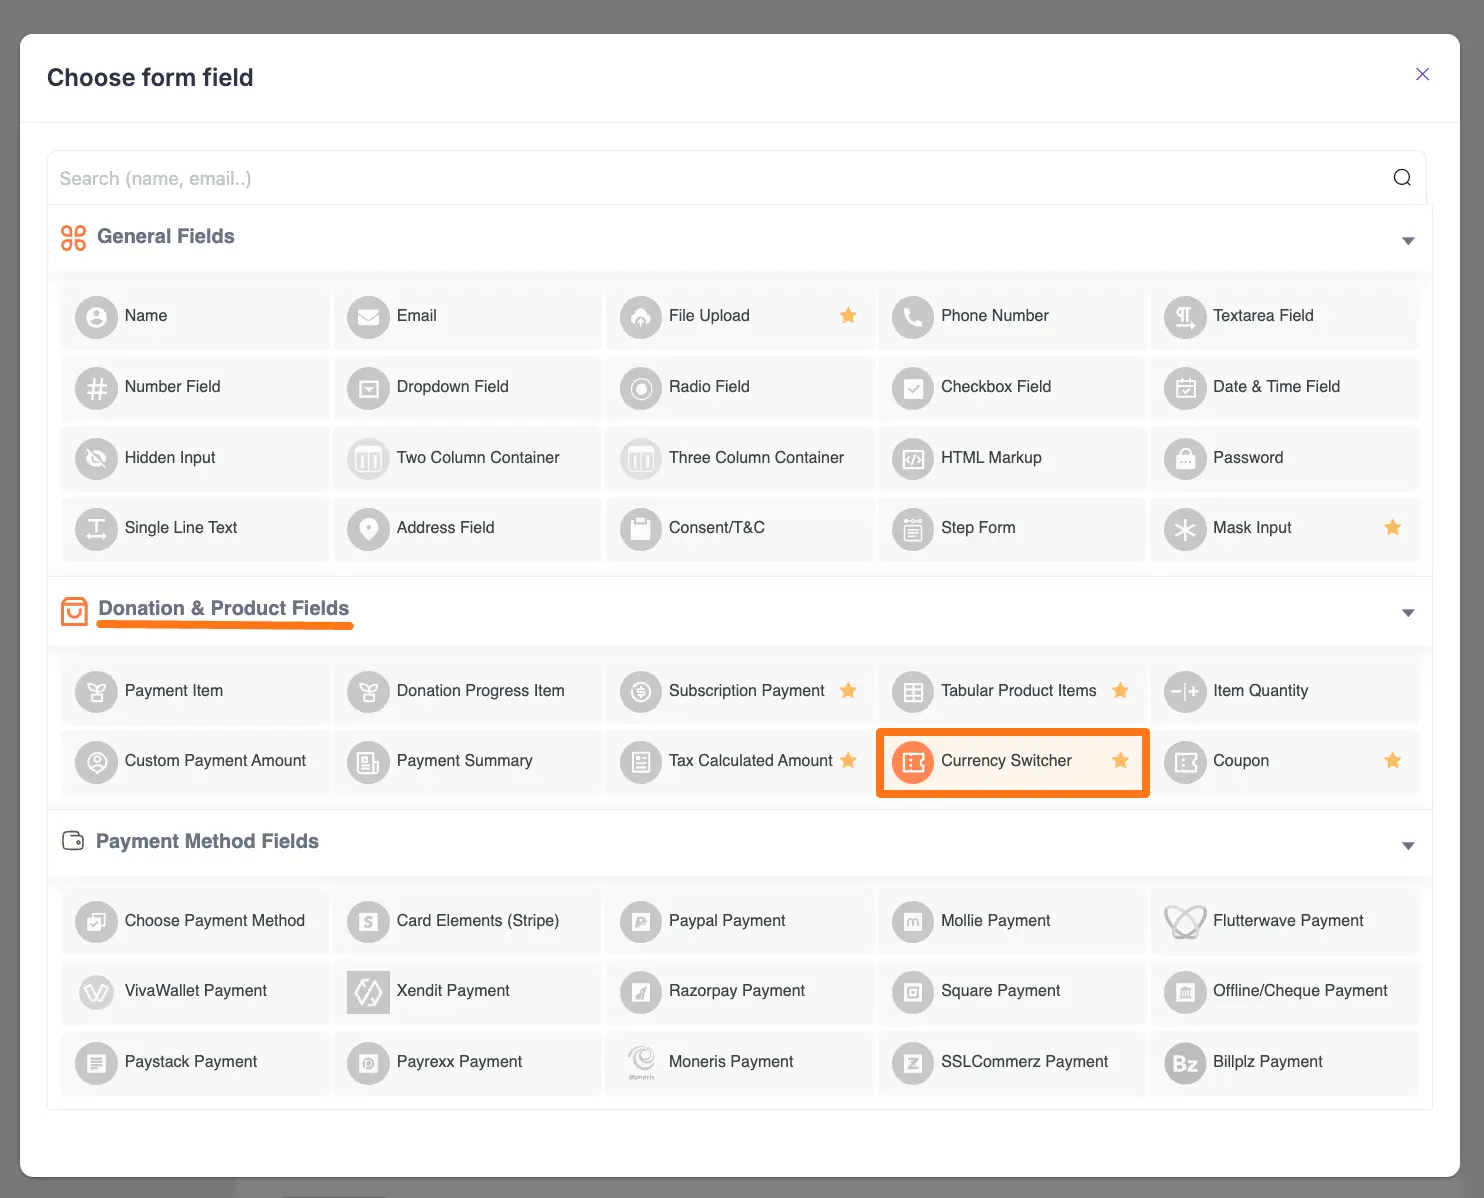 Choose form field
Search (name, email..)
General Fields
Name
Email
File Upload
Phone Number
Textarea Field
Number Field
Dropdown Field
Radio Field
Checkbox Field
Date & Time Field
Hidden Input
Two Column Container
Three Column Container
HTML Markup
Password
Single Line Text
Address Field
Consent/T&C
Step Form
Mask Input
Donation & Product Fields
Payment Item
Donation Progress Item
Subscription Payment
Tabular Product Items
Item Quantity
Custom Payment Amount
Payment Summary
Tax Calculated Amount
Currency Switcher
Coupon
Payment Method Fields
Choose Payment Method
Card Elements (Stripe)
Paypal Payment
Mollie Payment
Flutterwave Payment
VivaWallet Payment
Xendit Payment
Razorpay Payment
Square Payment
Offline/Cheque Payment
Paystack Payment
Payrexx Payment
Moneris
Moneris Payment
SSLCommerz Payment
Bz
Billplz Payment